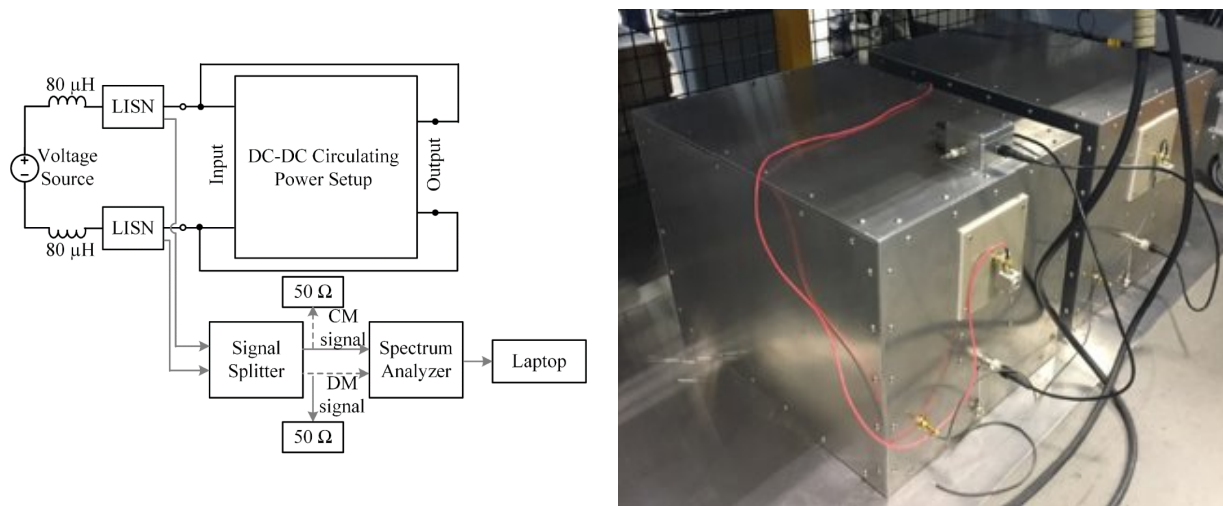 80 μH
LISN
Voltage
Source
LISN
80 μH
Input
DC-DC Circulating
Power Setup
Output
50 Ω
CM
signal
Signal
Splitter
Spectrum
Analyzer
Laptop
DM
signal
50 Ω